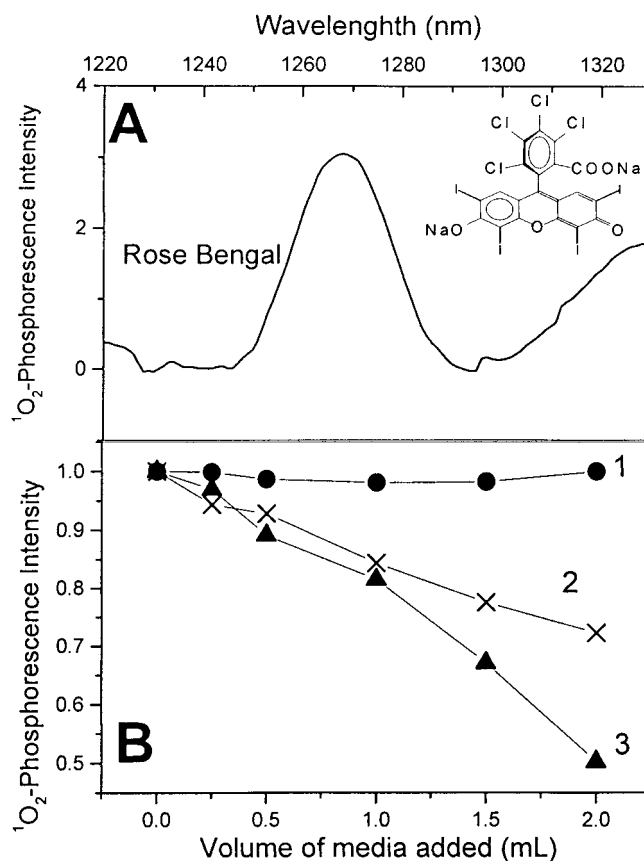 Wavelenghth (nm)
1220 1240 1260 1280 1300 1320
4
A
Cl
Cl Cl
Cl COONa
I I
NaO O O
I I
Rose Bengal
2
0
¹O₂-Phosphorescence Intensity
1.0
0.9
0.8
0.7
0.6
0.5
1
2
3
B
¹O₂-Phosphorescence Intensity
0.0 0.5 1.0 1.5 2.0
Volume of media added (mL)